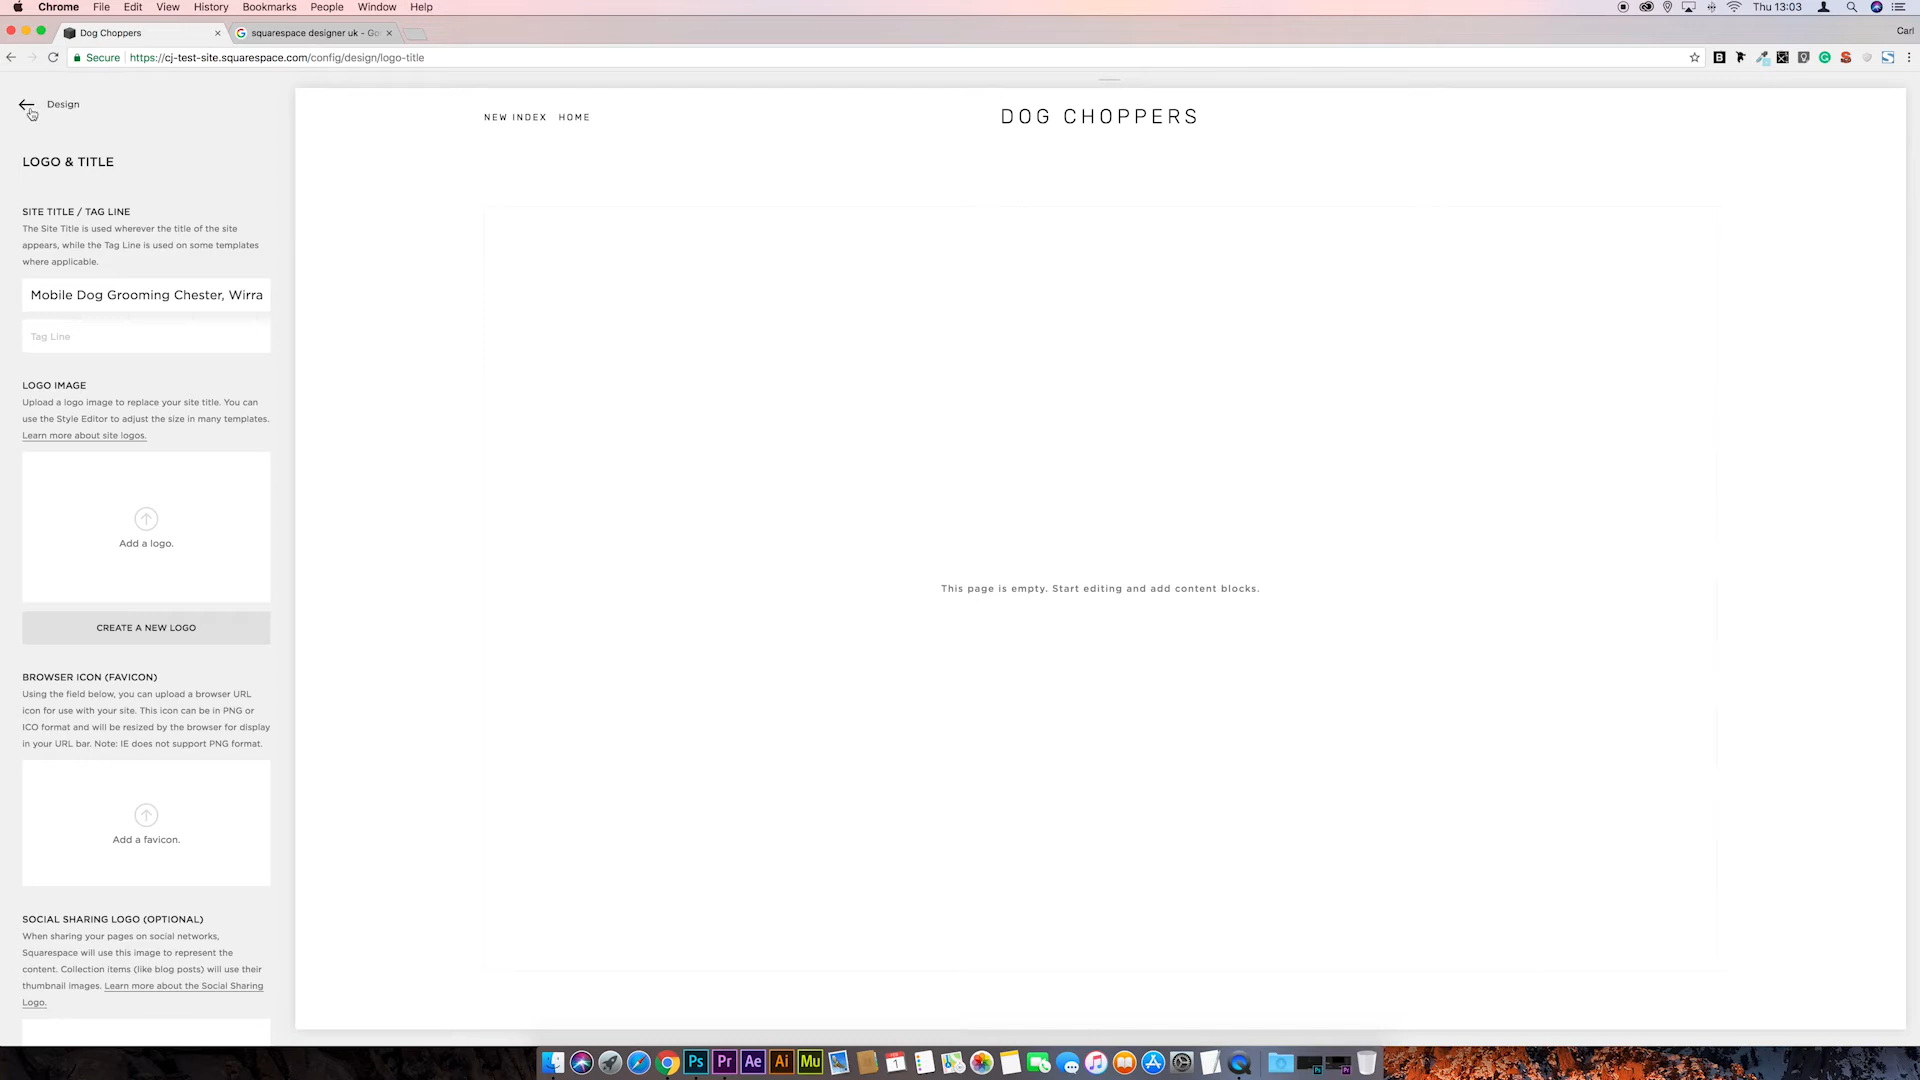 Chrome File Edit View History Bookmarks People Window Help
Thu 13:03
Dog Choppers
squarespace designer uk - Go
Carl
Secure https://cj-test-site.squarespace.com/config/design/logo-title
Design
LOGO & TITLE
SITE TITLE / TAG LINE
The Site Title is used wherever the title of the site
appears, while the Tag Line is used on some templates
where applicable.
Mobile Dog Grooming Chester, Wirra
Tag Line
LOGO IMAGE
Upload a logo image to replace your site title. You can
use the Style Editor to adjust the size in many templates.
Learn more about site logos.
Add a logo.
CREATE A NEW LOGO
BROWSER ICON (FAVICON)
Using the field below, you can upload a browser URL
icon for use with your site. This icon can be in PNG or
ICO format and will be resized by the browser for display
in your URL bar. Note: IE does not support PNG format.
Add a favicon.
SOCIAL SHARING LOGO (OPTIONAL)
When sharing your pages on social networks,
Squarespace will use this image to represent the
content. Collection items (like blog posts) will use their
thumbnail images. Learn more about the Social Sharing
Logo.
NEW INDEX HOME
DOG CHOPPERS
This page is empty. Start editing and add content blocks.
Ps Pr Ae Ai Mu